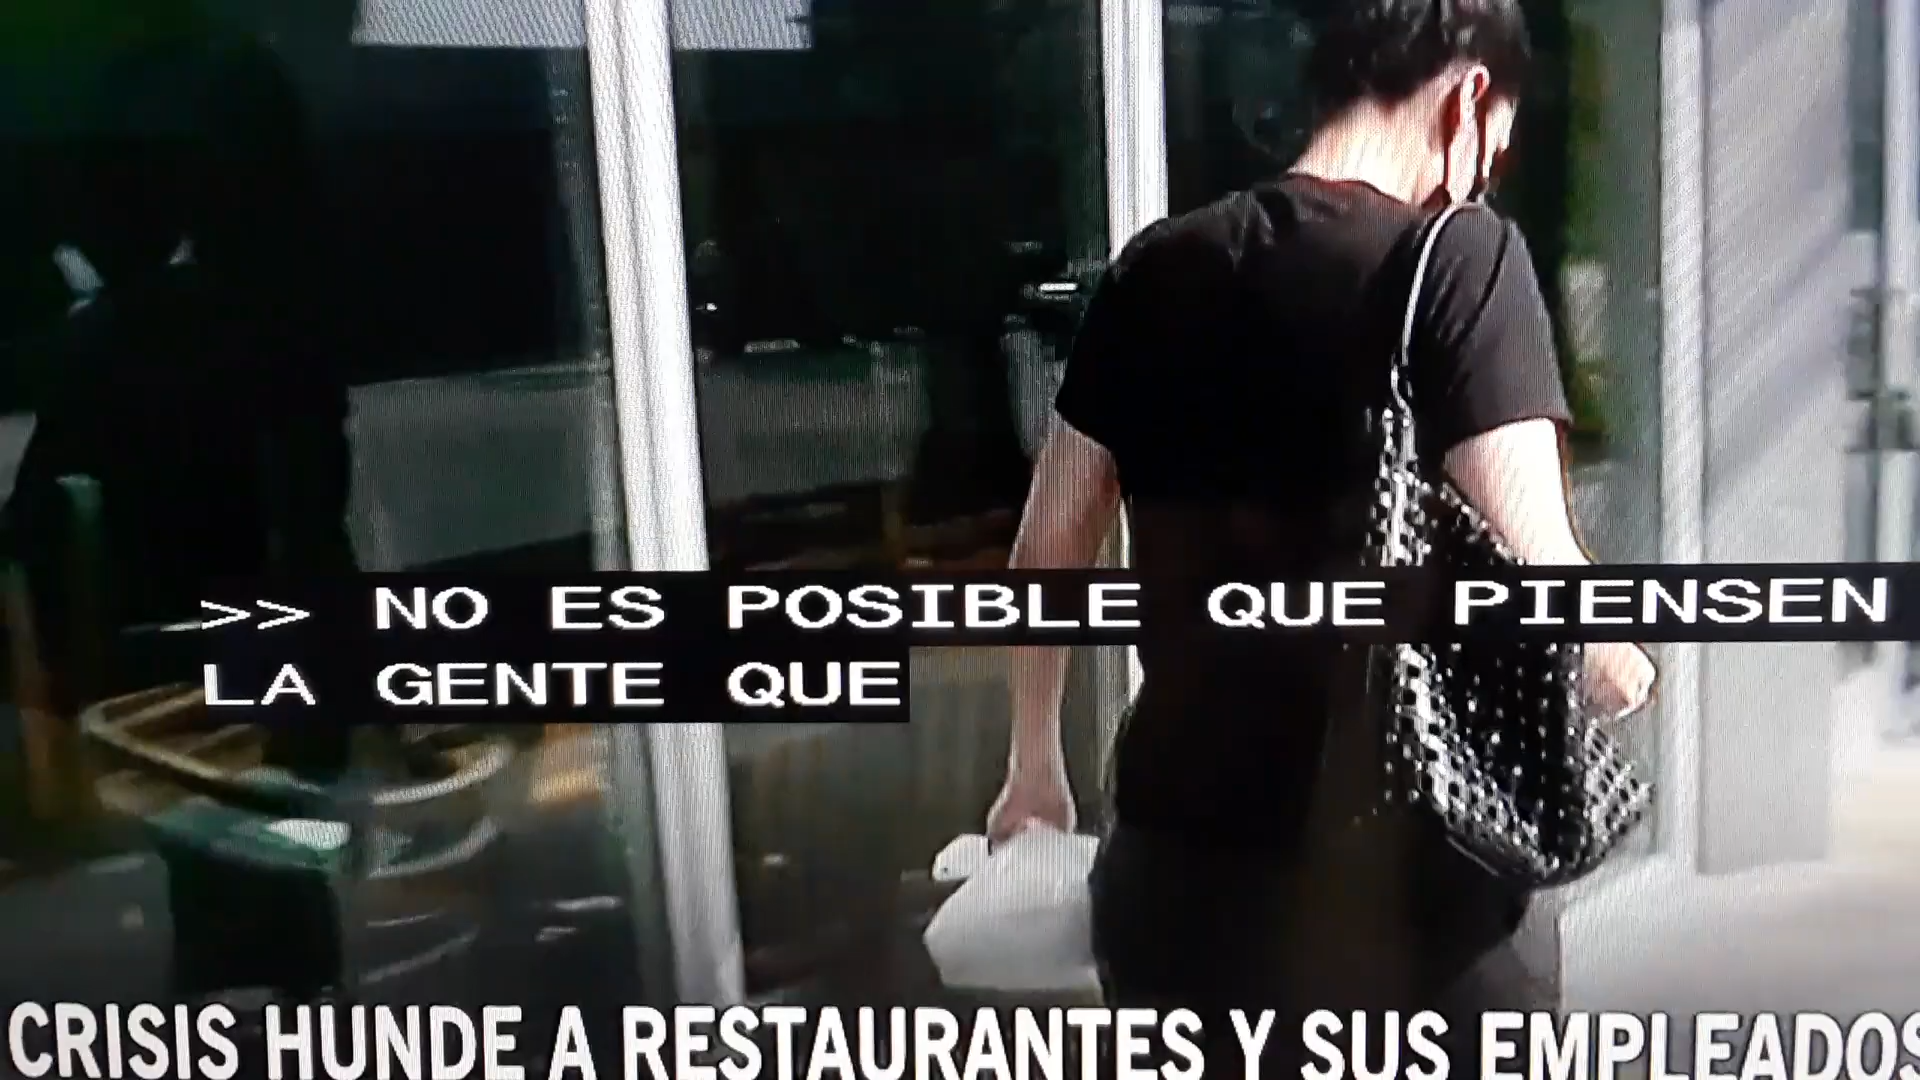 >> NO ES POSIBLE QUE PIENSEN
LA GENTE QUE
CRISIS HUNDE A RESTAURANTES Y SUS EMPLEADOS